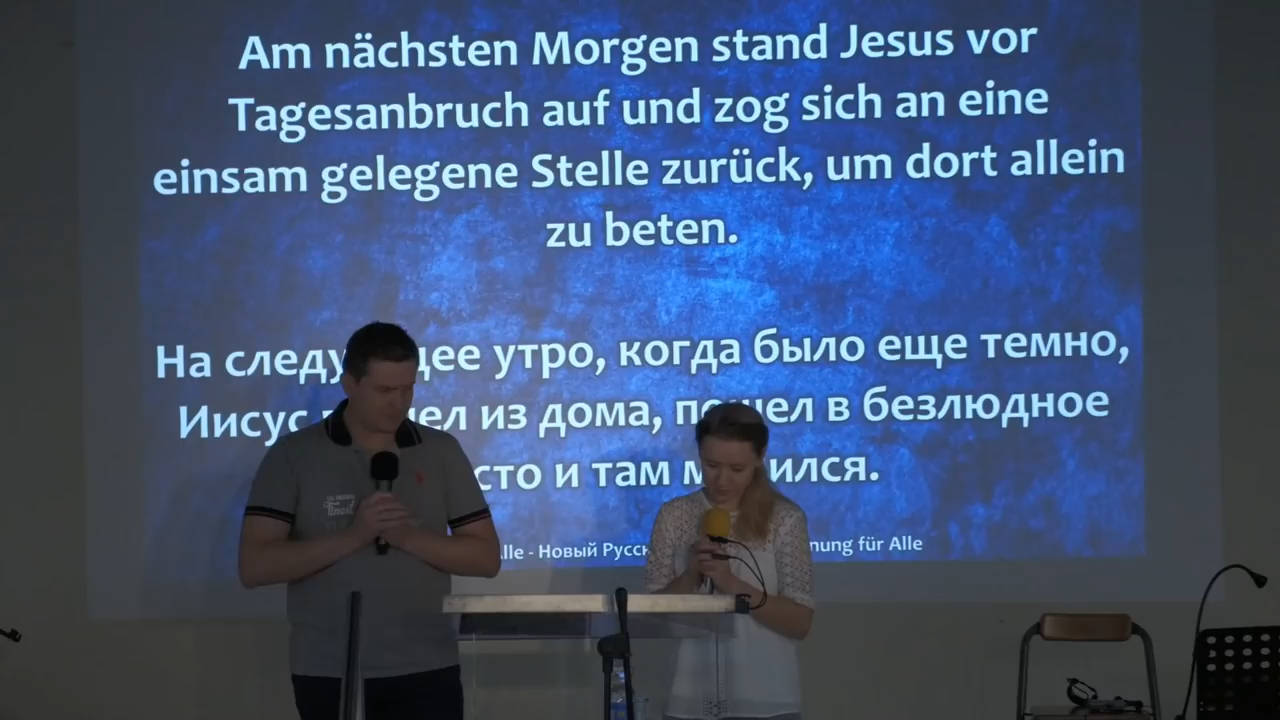 Am nächsten Morgen stand Jesus vor
Tagesanbruch auf und zog sich an eine
einsam gelegene Stelle zurück, um dort allein
zu beten.
На утро, когда было еще темно,
Иисус из дома, в безлюдное
и там
- Новый für Alle